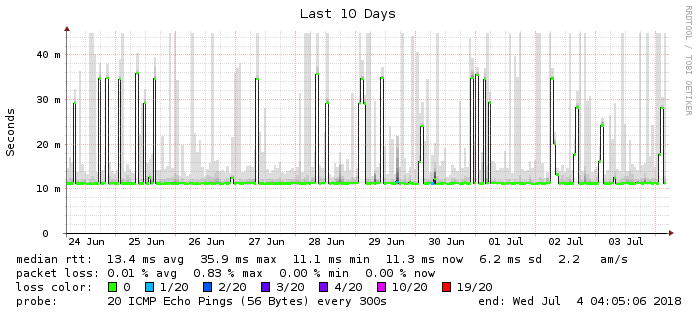 Last 10 Days
RRDTOOL / TOBI OETIKER
Seconds
40 m
30 m
20 m
10 m
0
24 Jun 25 Jun 26 Jun 27 Jun 28 Jun 29 Jun 30 Jun 01 Jul 02 Jul 03 Jul
median rtt: 13.4 ms avg 35.9 ms max 11.1 ms min 11.3 ms now 6.2 ms sd 2.2 am/s
packet loss: 0.01 % avg 0.83 % max 0.00 % min 0.00 % now
loss color: 0 1/20 2/20 3/20 4/20 10/20 19/20
probe: 20 ICMP Echo Pings (56 Bytes) every 300s end: Wed Jul 4 04:05:06 2018